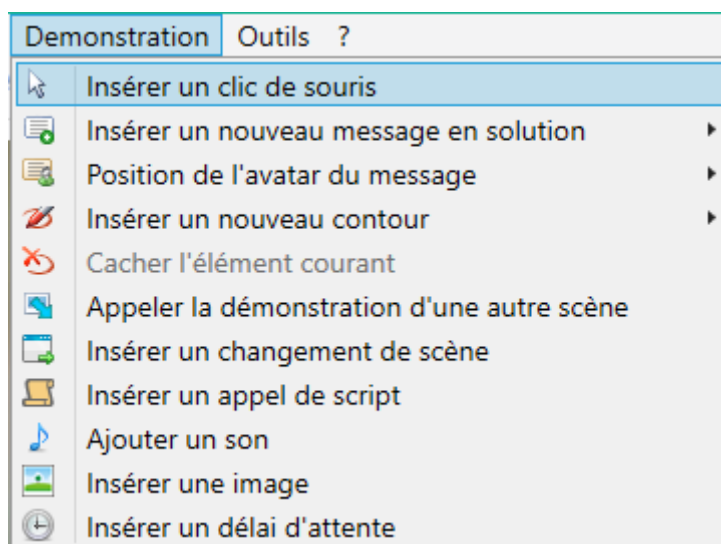 Demonstration Outils ?
Insérer un clic de souris
Insérer un nouveau message en solution
Position de l'avatar du message
Insérer un nouveau contour
Cacher l'élément courant
Appeler la démonstration d'une autre scène
Insérer un changement de scène
Insérer un appel de script
Ajouter un son
Insérer une image
Insérer un délai d'attente